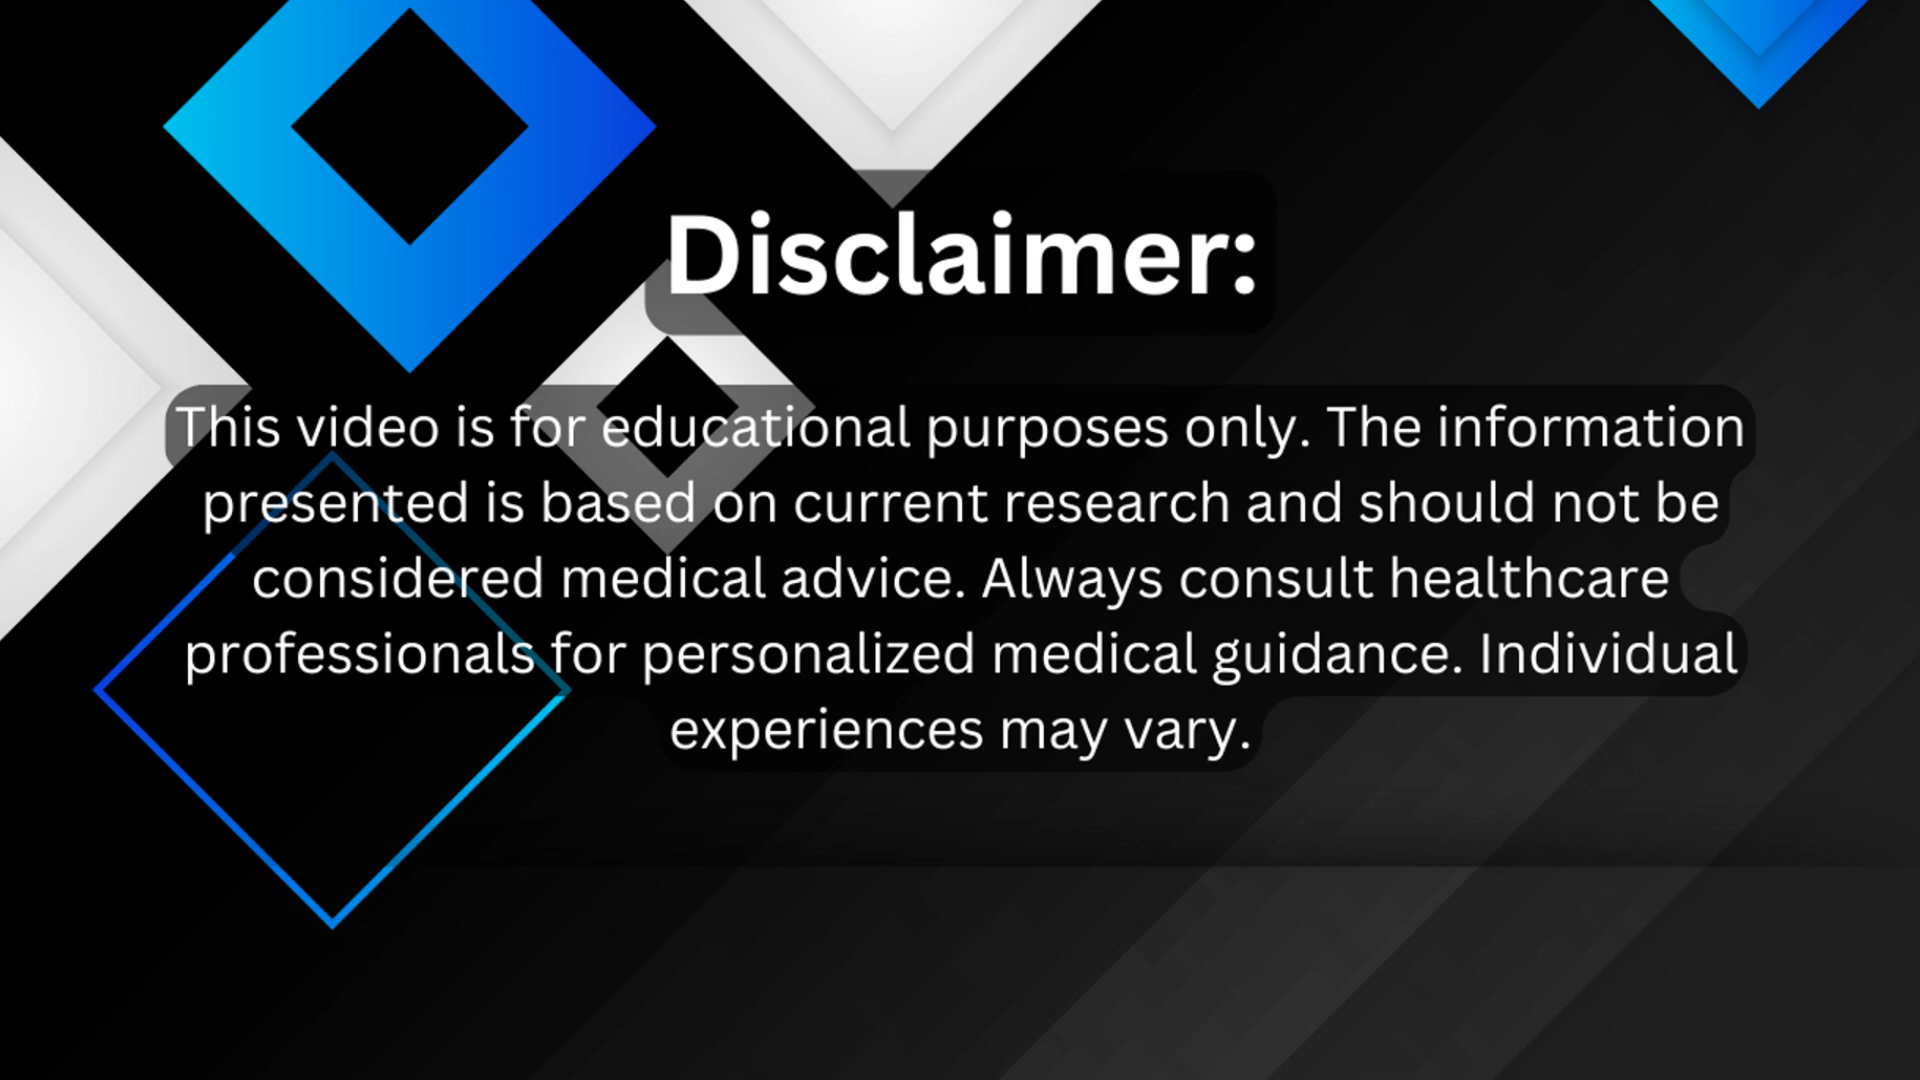 Disclaimer:
This video is for educational purposes only. The information
presented is based on current research and should not be
considered medical advice. Always consult healthcare
professionals for personalized medical guidance. Individual
experiences may vary.